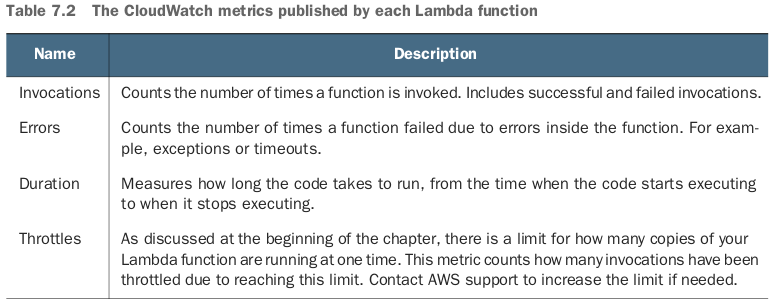 Table 7.2 The CloudWatch metrics published by each Lambda function
Name Description
Invocations Counts the number of times a function is invoked. Includes successful and failed invocations.
Errors Counts the number of times a function failed due to errors inside the function. For exam-
ple, exceptions or timeouts.
Duration Measures how long the code takes to run, from the time when the code starts executing
to when it stops executing.
Throttles As discussed at the beginning of the chapter, there is a limit for how many copies of your
Lambda function are running at one time. This metric counts how many invocations have been
throttled due to reaching this limit. Contact AWS support to increase the limit if needed.